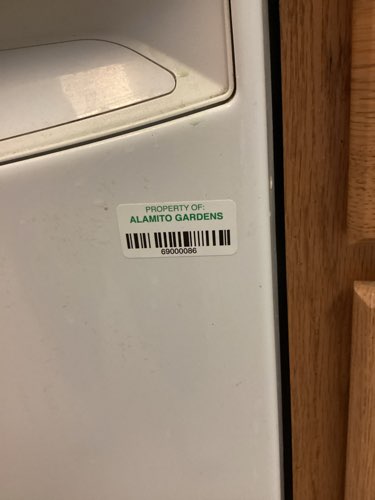 PROPERTY OF:
ALAMITO GARDENS
69000086